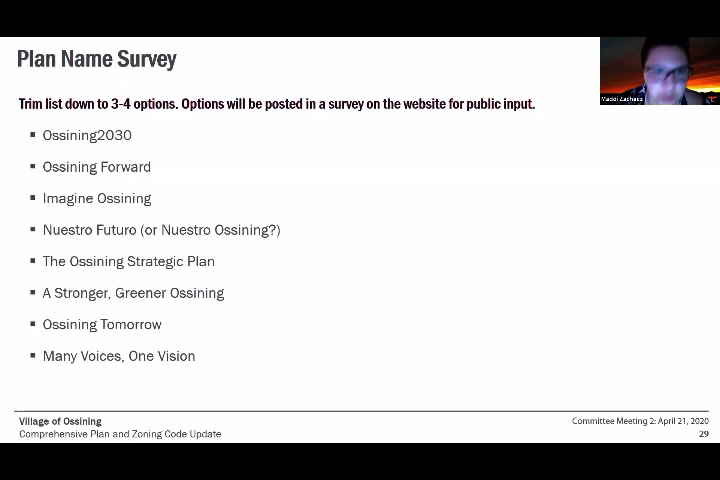 Plan Name Survey
Trim list down to 3-4 options. Options will be posted in a survey on the website for public input.
▪ Ossining2030
▪ Ossining Forward
▪ Imagine Ossining
▪ Nuestro Futuro (or Nuestro Ossining?)
▪ The Ossining Strategic Plan
▪ A Stronger, Greener Ossining
▪ Ossining Tomorrow
▪ Many Voices, One Vision
Village of Ossining
Comprehensive Plan and Zoning Code Update
Committee Meeting 2: April 21, 2020
29